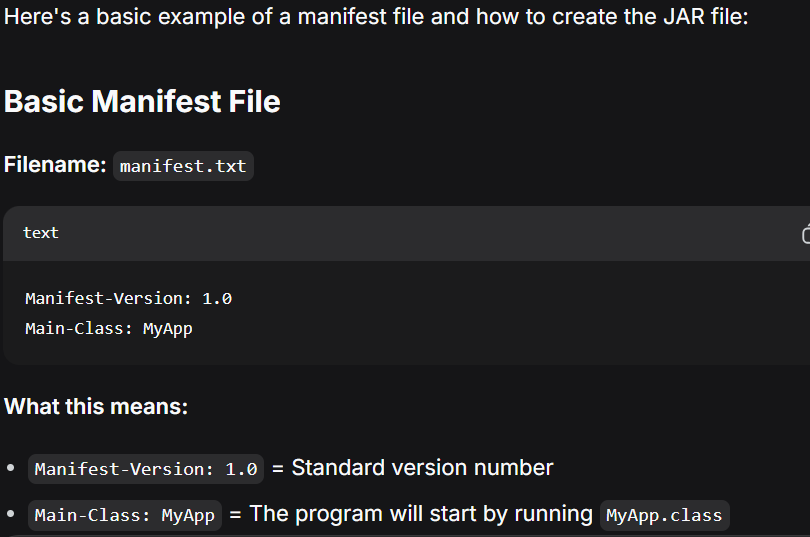 Here's a basic example of a manifest file and how to create the JAR file:
Basic Manifest File
Filename: manifest.txt
text
Manifest-Version: 1.0
Main-Class: MyApp
What this means:
• Manifest-Version: 1.0 = Standard version number
• Main-Class: MyApp = The program will start by running MyApp.class